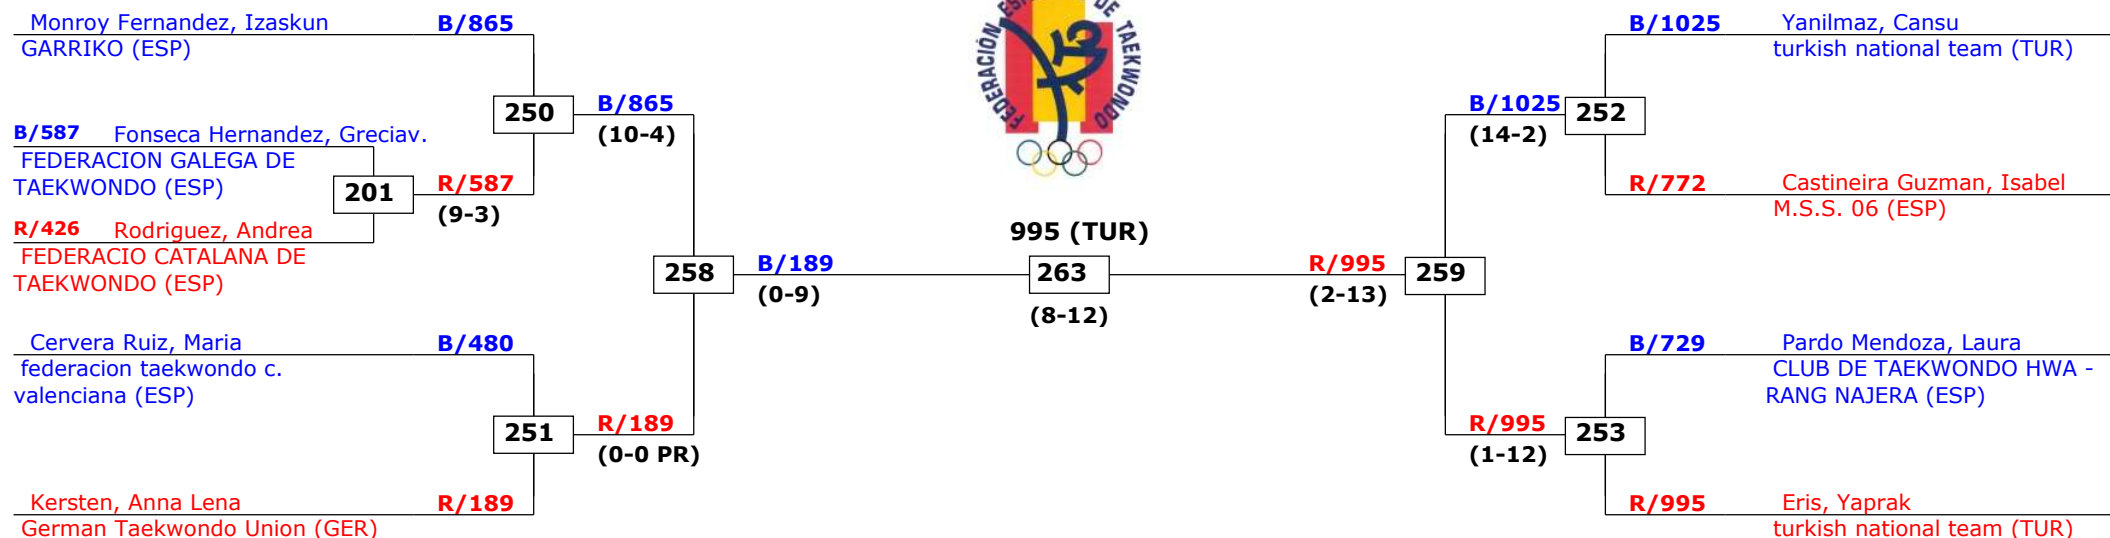 Monroy Fernandez, Izaskun
B/865
GARRIKO (ESP)
250
B/865
(10-4)
B/587 Fonseca Hernandez, Greciav.
FEDERACION GALEGA DE
TAEKWONDO (ESP)
201
R/587
(9-3)
R/426 Rodriguez, Andrea
FEDERACIO CATALANA DE
TAEKWONDO (ESP)
258
B/189
(0-9)
Cervera Ruiz, Maria
B/480
federacion taekwondo c.
valenciana (ESP)
251
R/189
(0-0 PR)
Kersten, Anna Lena
R/189
German Taekwondo Union (GER)
FEDERACIÓN
DE TAEKWONDO
995 (TUR)
263
(8-12)
B/1025
Yanilmaz, Cansu
turkish national team (TUR)
B/1025
252
(14-2)
R/772
Castineira Guzman, Isabel
M.S.S. 06 (ESP)
R/995
259
(2-13)
B/729
Pardo Mendoza, Laura
CLUB DE TAEKWONDO HWA -
RANG NAJERA (ESP)
R/995
253
(1-12)
R/995
Eris, Yaprak
turkish national team (TUR)